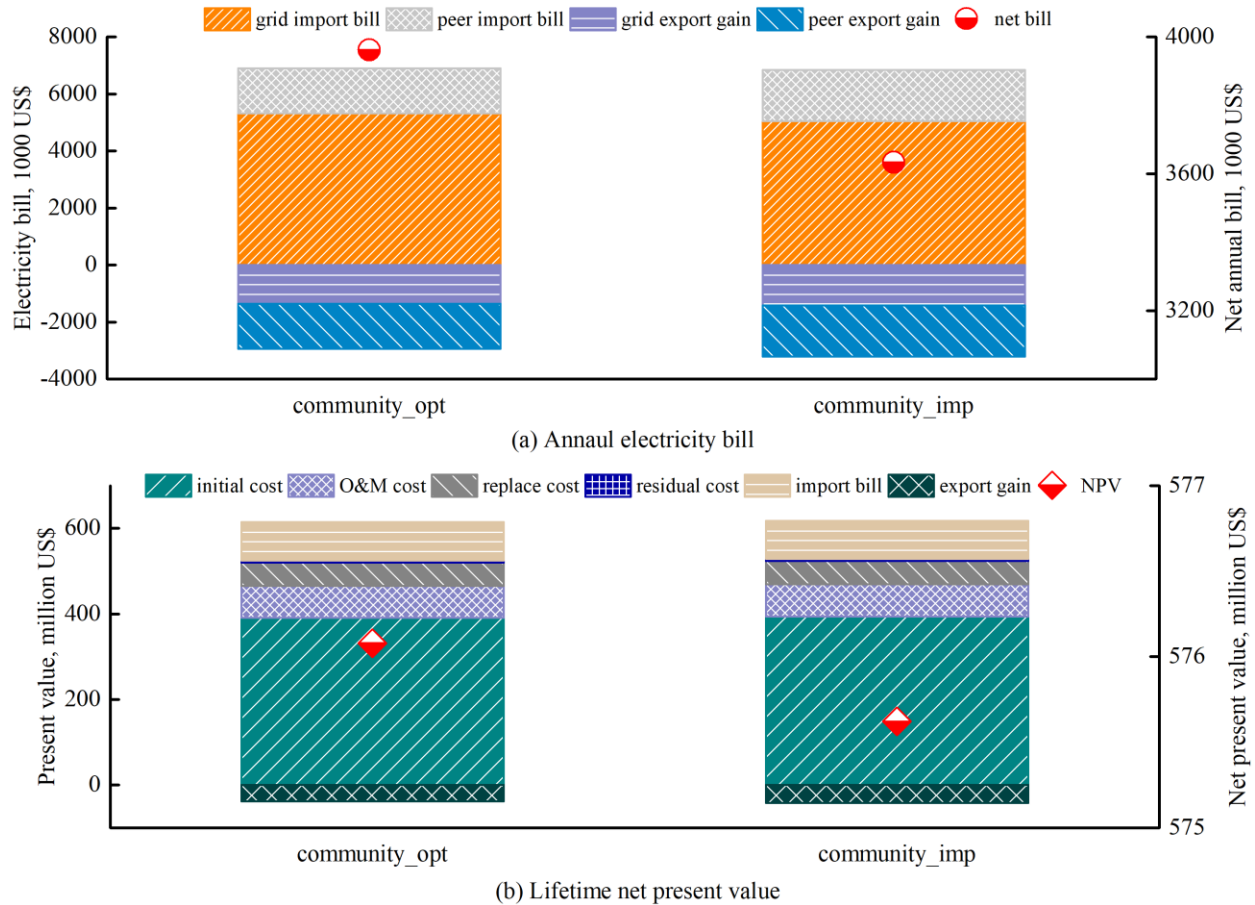 grid import bill peer import bill grid export gain peer export gain net bill
8000
6000
4000
2000
0
-2000
-4000
Electricity bill, 1000 US$
4000
3600
3200
Net annual bill, 1000 US$
community_opt community_imp
(a) Annaul electricity bill
initial cost O&M cost replace cost residual cost import bill export gain NPV
600
400
200
0
Present value, million US$
577
576
575
Net present value, million US$
community_opt community_imp
(b) Lifetime net present value